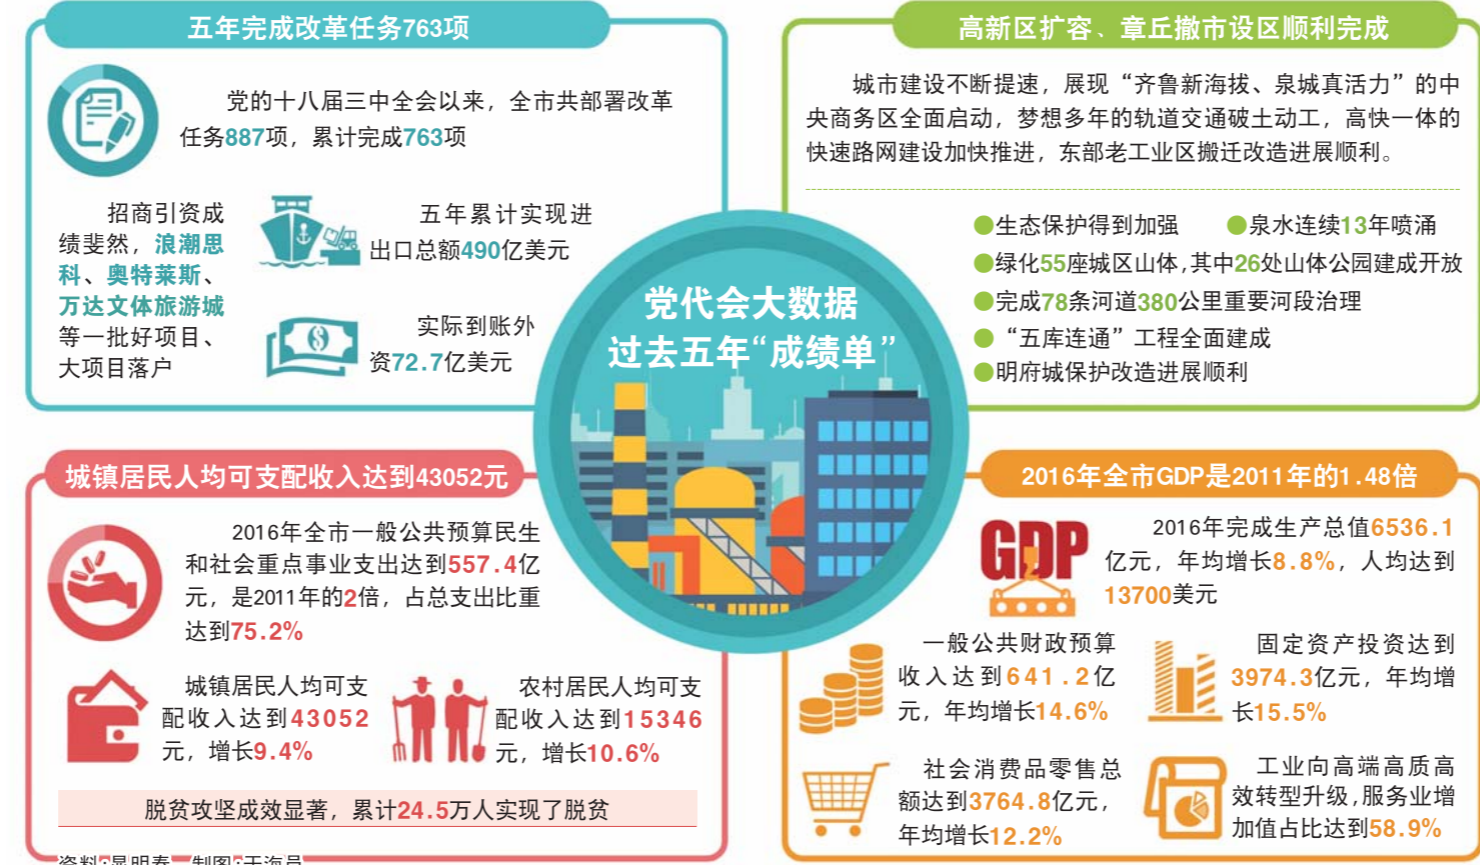 五年完成改革任务763项
党的十八届三中全会以来，全市共部署改革
任务887项，累计完成763项
招商引资成
绩斐然，浪潮思
科、奥特莱斯、
万达文体旅游城
等一批好项目、
大项目落户
五年累计实现进
出口总额490亿美元
实际到账外
资72.7亿美元
高新区扩容、章丘撤市设区顺利完成
城市建设不断提速，展现“齐鲁新海拔、泉城真活力”的中
央商务区全面启动，梦想多年的轨道交通破土动工，高快一体的
快速路网建设加快推进，东部老工业区搬迁改造进展顺利。
●生态保护得到加强 ●泉水连续13年喷涌
●绿化55座城区山体，其中26处山体公园建成开放
●完成78条河道380公里重要河段治理
●“五库连通”工程全面建成
●明府城保护改造进展顺利
党代会大数据
过去五年“成绩单”
城镇居民人均可支配收入达到43052元
2016年全市一般公共预算民生
和社会重点事业支出达到557.4亿
元，是2011年的2倍，占总支出比重
达到75.2%
城镇居民人均可支
配收入达到43052
元，增长9.4%
农村居民人均可支
配收入达到15346
元，增长10.6%
脱贫攻坚成效显著，累计24.5万人实现了脱贫
2016年全市GDP是2011年的1.48倍
GDP
2016年完成生产总值6536.1
亿元，年均增长8.8%，人均达到
13700美元
一般公共财政预算
收入达到641.2亿
元，年均增长14.6%
固定资产投资达到
3974.3亿元，年均增
长15.5%
社会消费品零售总
额达到3764.8亿元，
年均增长12.2%
工业向高端高质高
效转型升级，服务业增
加值占比达到58.9%